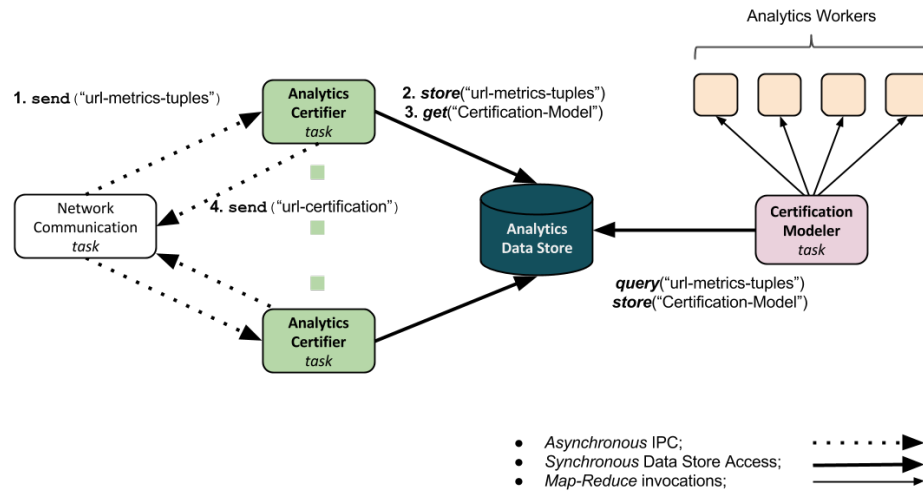 Analytics Workers
1. send("url-metrics-tuples")
Analytics
Certifier
task
2. store("url-metrics-tuples")
3. get("Certification-Model")
Network
Communication
task
4. send("url-certification")
Analytics
Data Store
Certification
Modeler
task
query("url-metrics-tuples")
store("Certification-Model")
Analytics
Certifier
task
● Asynchronous IPC;
● Synchronous Data Store Access;
● Map-Reduce invocations;